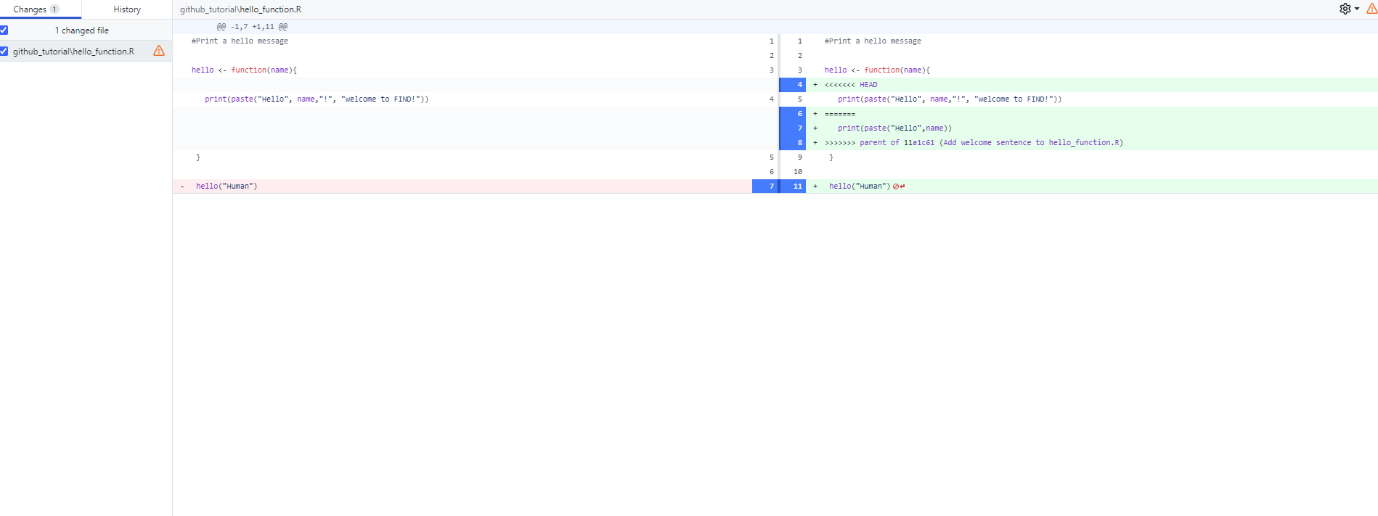 Changes 1 History
1 changed file
github_tutorial\hello_function.R
github_tutorial\hello_function.R
@@ -1,7 +1,11 @@
#Print a hello message 1
2
hello <- function(name){ 3
print(paste("Hello", name,"!", "welcome to FIND!")) 4
} 5
6
- hello("Human") 7
1 #Print a hello message
2
3 hello <- function(name){
4 + <<<<<<< HEAD
5 print(paste("Hello", name,"!", "welcome to FIND!"))
6 + =======
7 + print(paste("Hello",name))
8 + >>>>>>> parent of 11a1c61 (Add welcome sentence to hello_function.R)
9 }
10
11 + hello("Human")